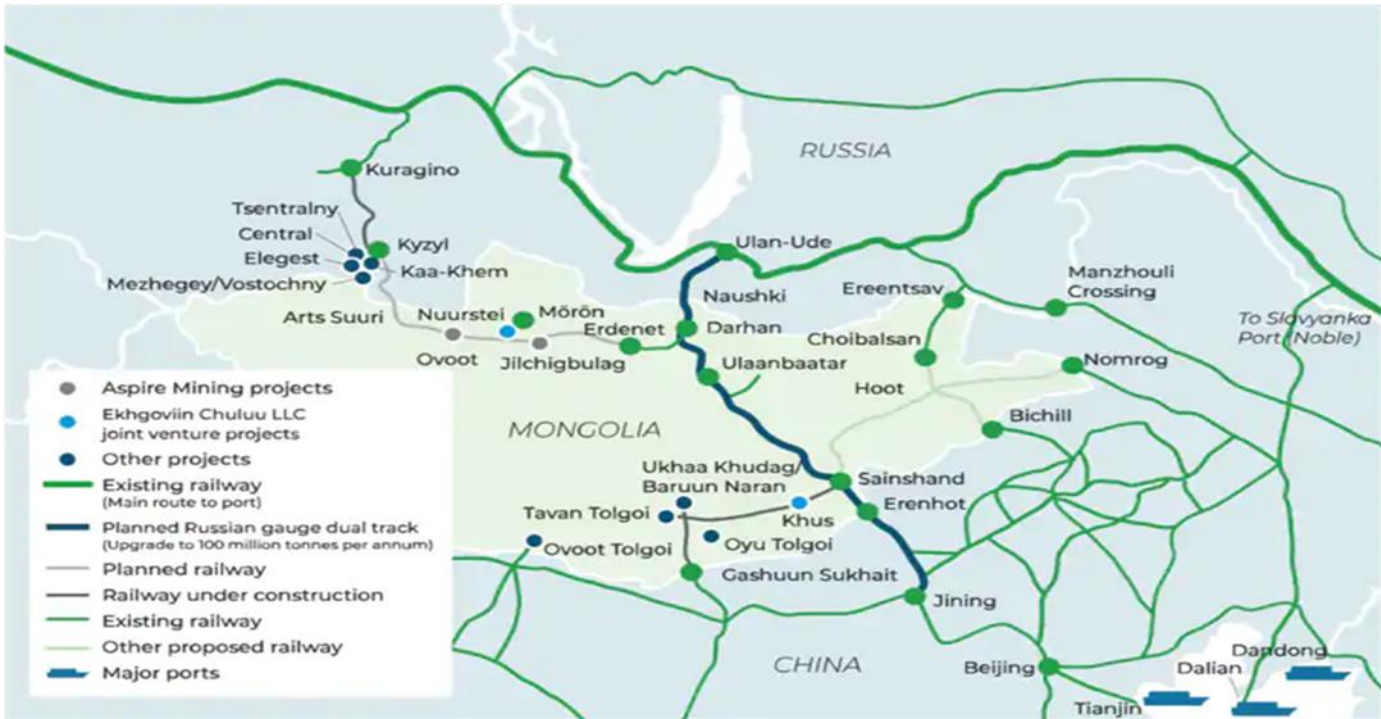 RUSSIA
Kuragino
Tsentralny
Central
Elegest
Mezhegey/Vostochny
Kyzyl
Kaa-Khem
Ulan-Ude
Naushki
Ereentsav
Manzhouli
Crossing
Arts Suuri
Nuurstei
Mörön
Erdenet
Darhan
Choibalsan
To Slavyanka
Port (Noble)
Ovoot
Jilchigbulag
Ulaanbaatar
Hoot
Nomrog
Bichill
MONGOLIA
Ukhaa Khudag/
Baruun Naran
Sainshand
Erenhot
Tavan Tolgoi
Khus
Ovoot Tolgoi
Oyu Tolgoi
Gashuun Sukhait
Jining
CHINA
Beijing
Dandong
Dalian
Tianjin
Aspire Mining projects
Ekhgoviin Chuluu LLC
joint venture projects
Other projects
Existing railway
(Main route to port)
Planned Russian gauge dual track
(Upgrade to 100 million tonnes per annum)
Planned railway
Railway under construction
Existing railway
Other proposed railway
Major ports